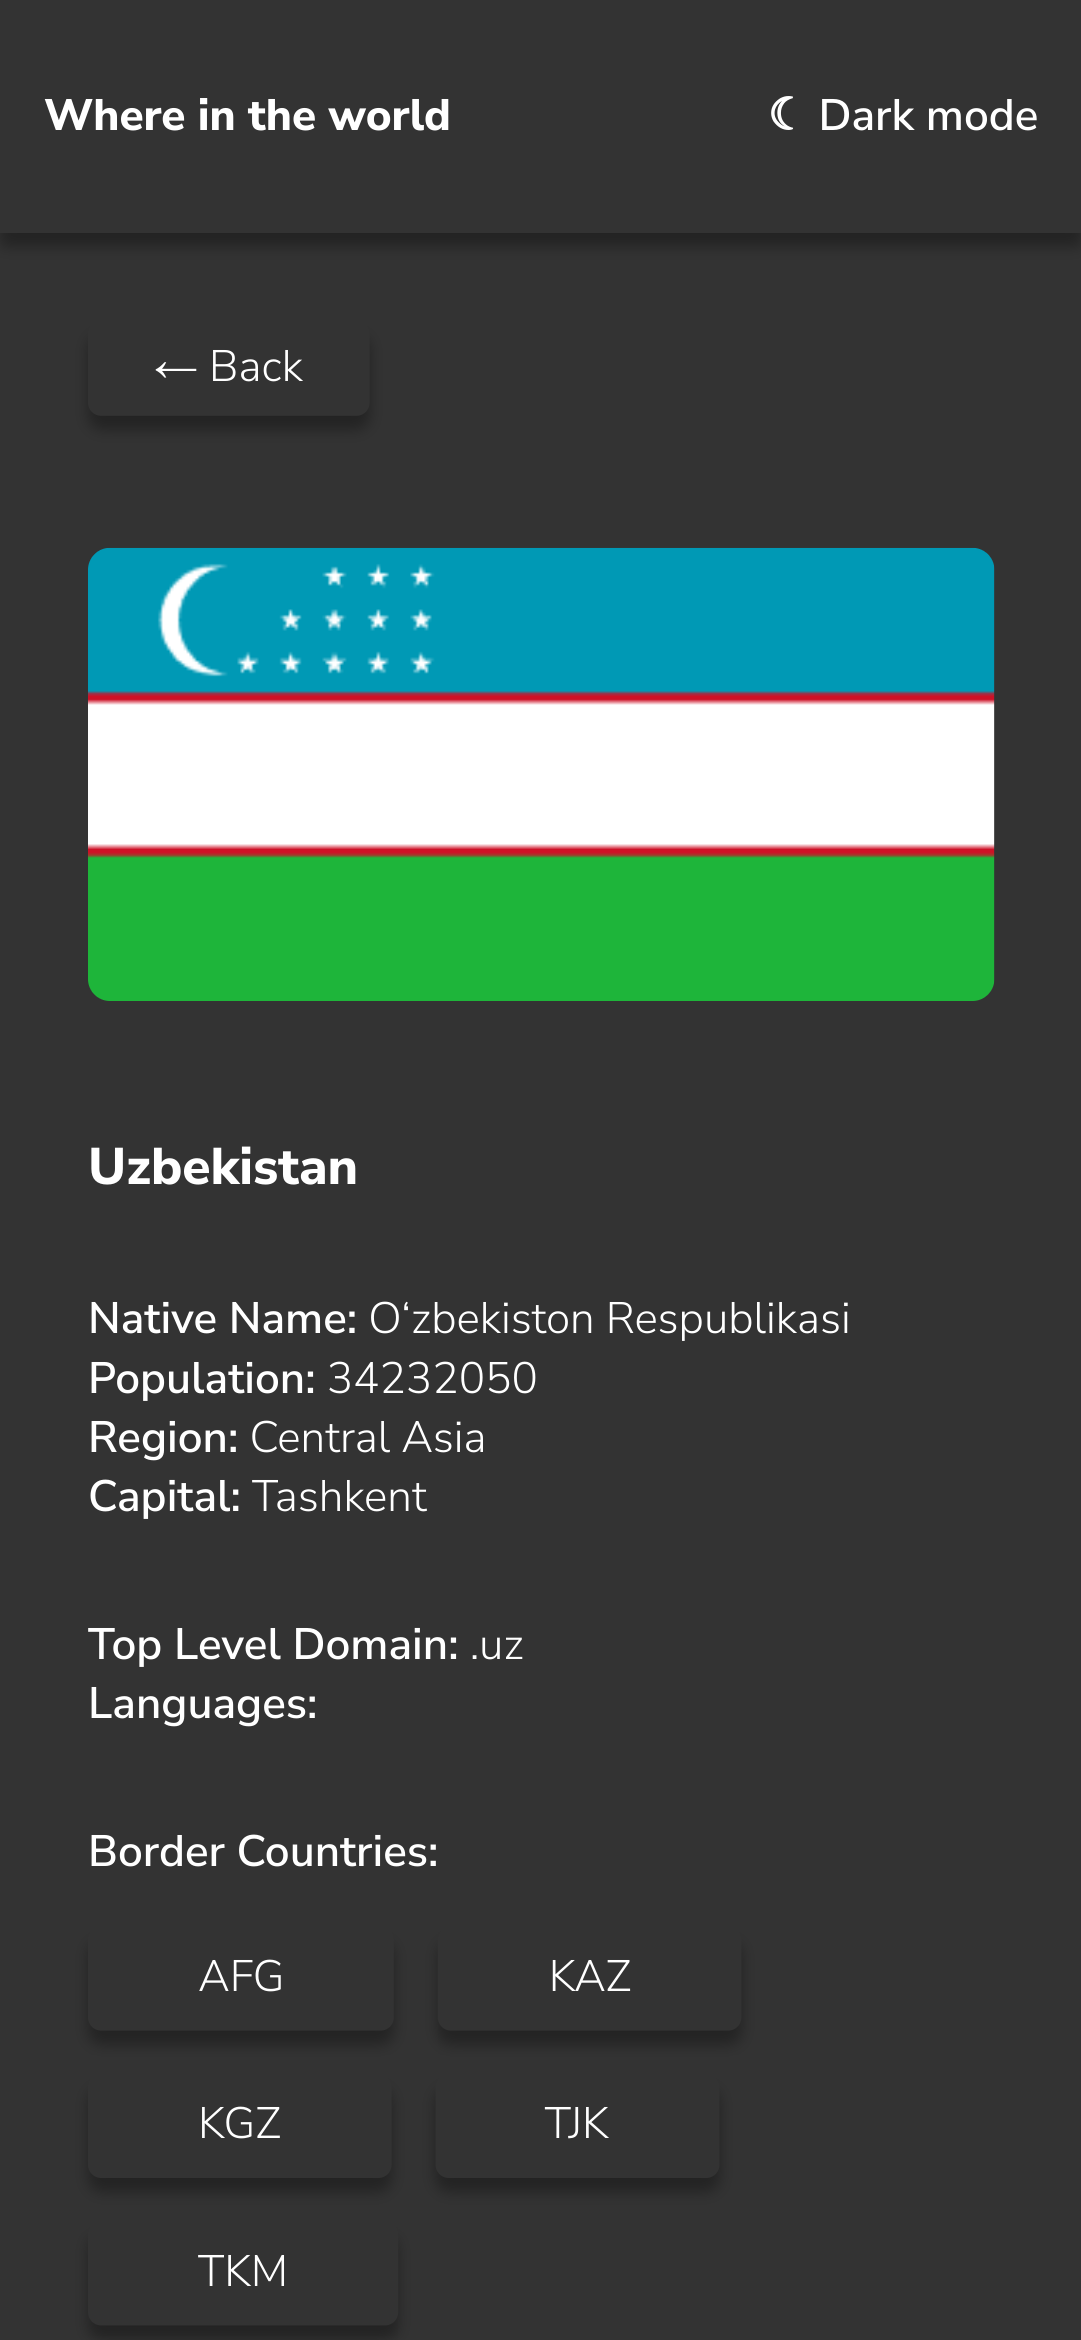 Where in the world
Dark mode
← Back
Uzbekistan
Native Name: O‘zbekiston Respublikasi
Population: 34232050
Region: Central Asia
Capital: Tashkent
Top Level Domain: .uz
Languages:
Border Countries:
AFG KAZ
KGZ TJK
TKM